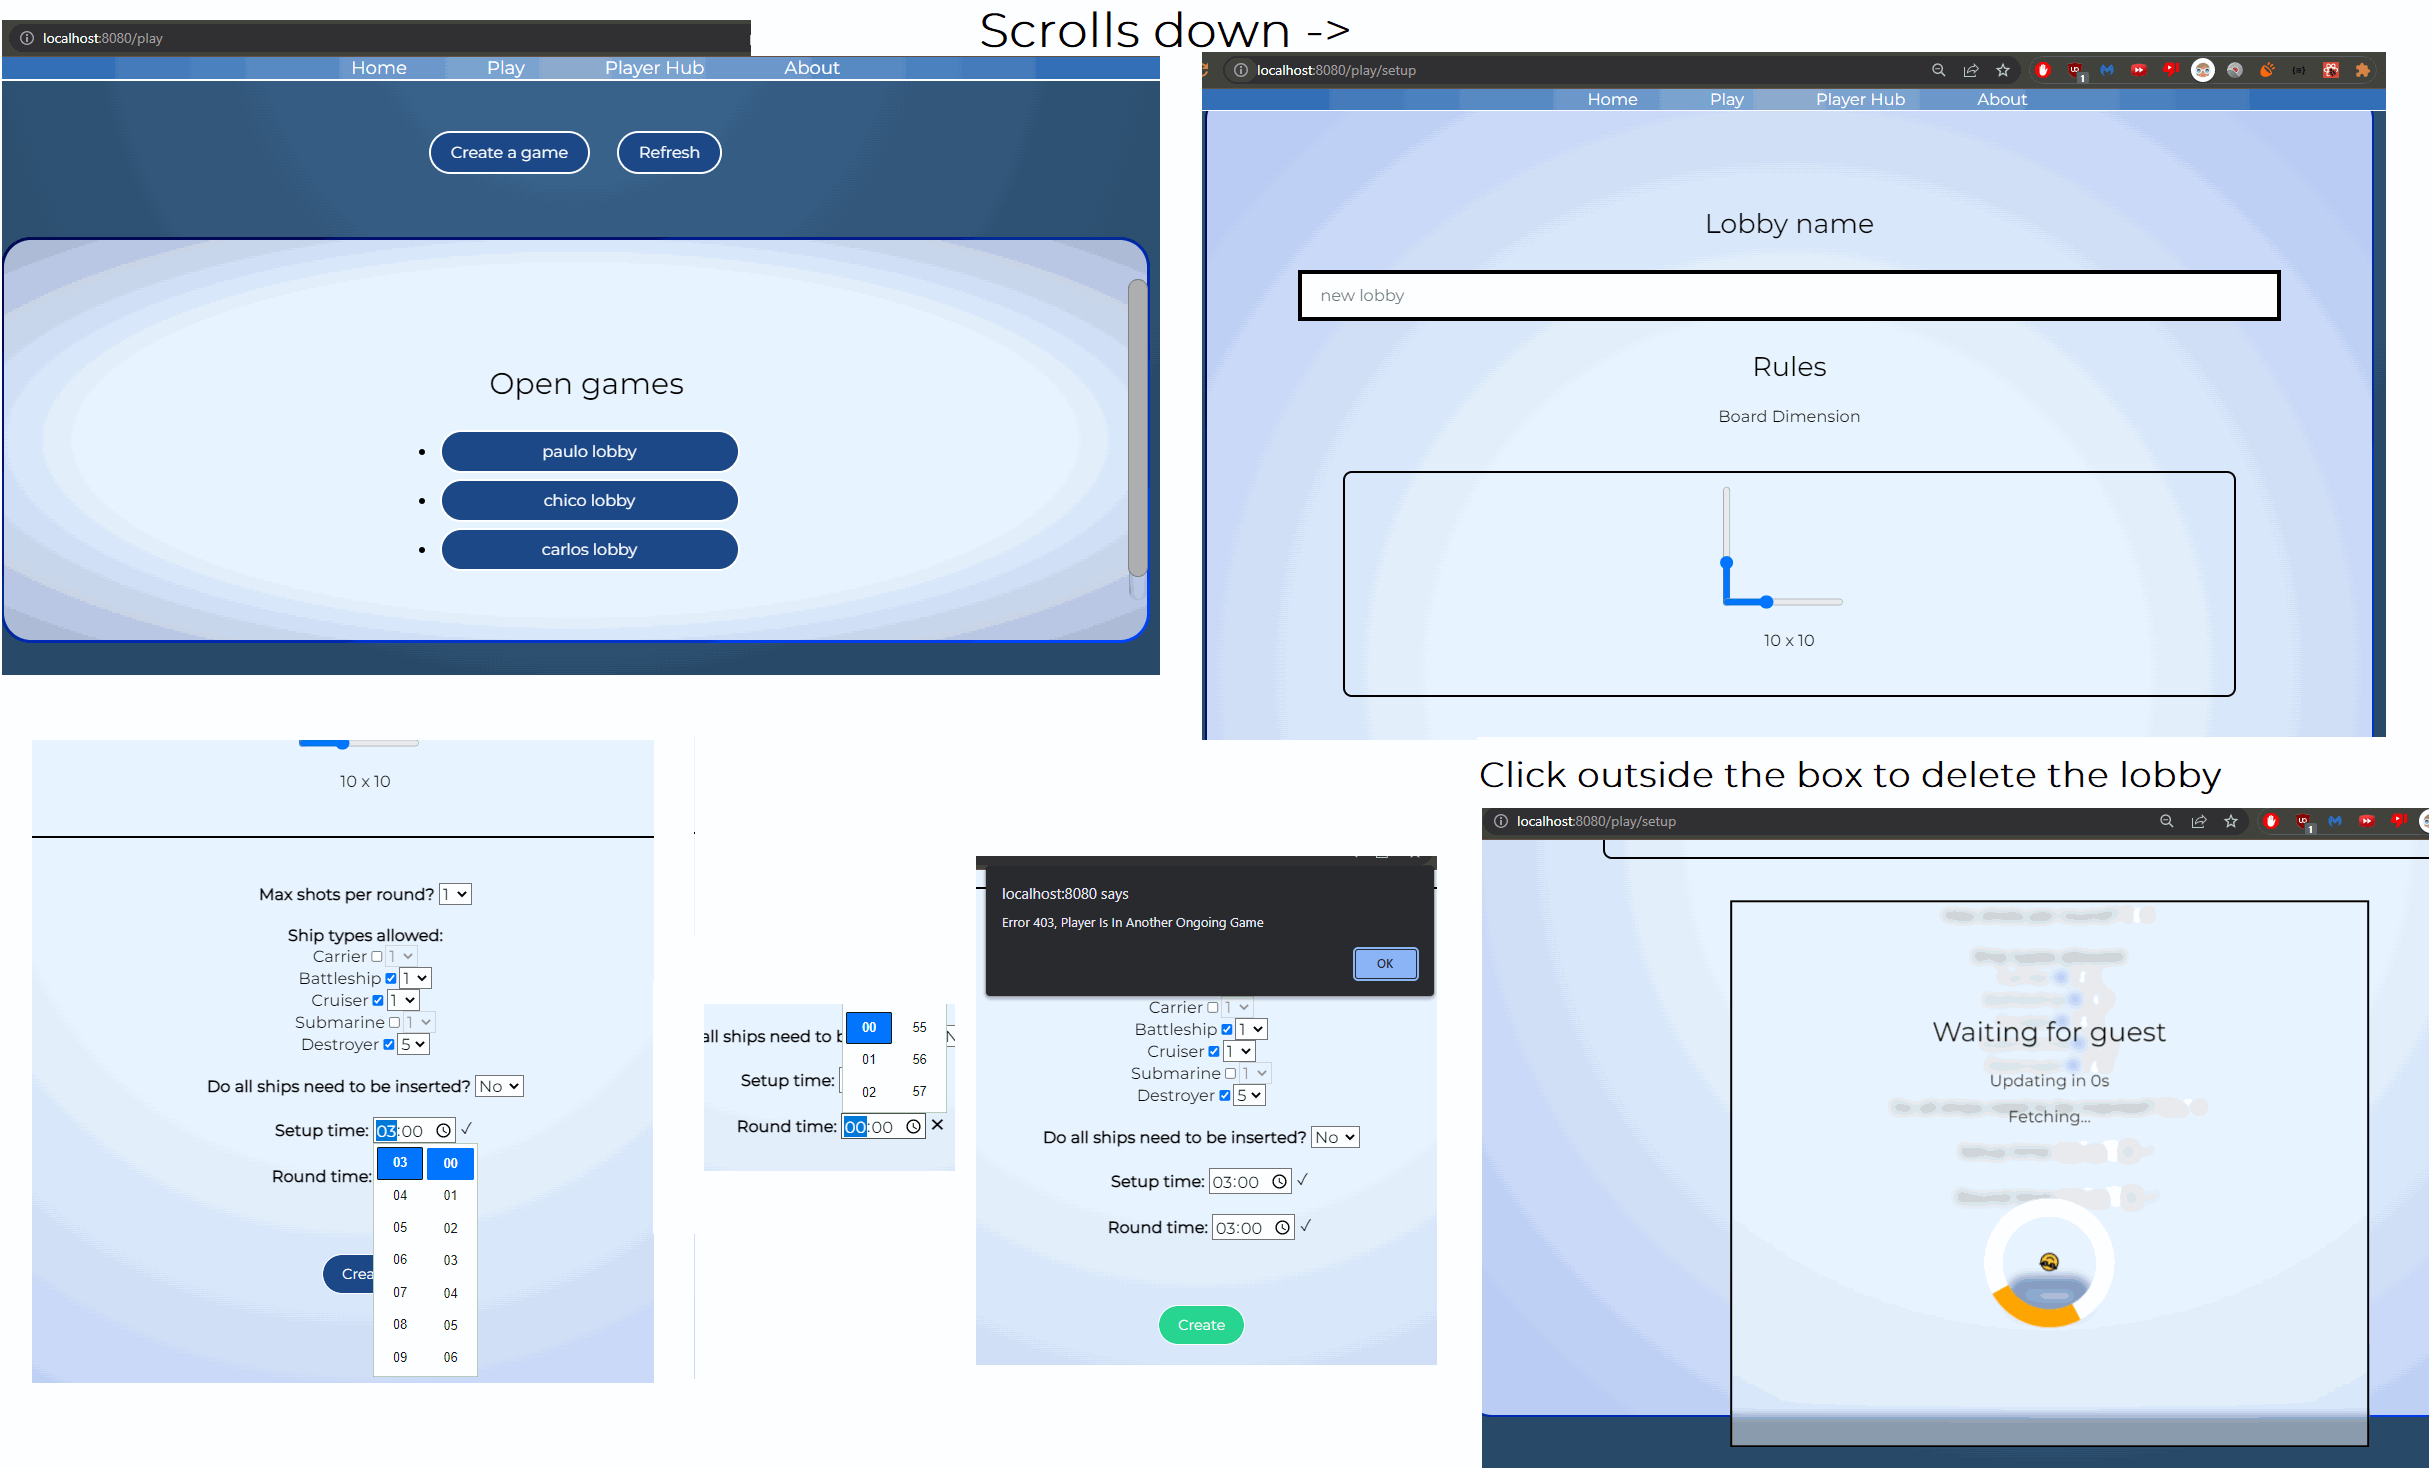 Scrolls down ->
localhost:8080/play
Home Play Player Hub About
Create a game Refresh
Open games
paulo lobby
chico lobby
carlos lobby
localhost:8080/play/setup
1
Home Play Player Hub About
Lobby name
new lobby
Rules
Board Dimension
10 x 10
10 x 10
Max shots per round? 1
Ship types allowed:
Carrier 1
Battleship 1
Cruiser 1
Submarine 1
Destroyer 5
Do all ships need to be inserted? No
Setup time: 03:00 ✓
Round time:
03 00
04 01
05 02
06 03
07 04
08 05
09 06
Crea
00 55
01 56
02 57
all ships need to b N
Setup time:
Round time: 00:00 ✕
localhost:8080 says
Error 403, Player Is In Another Ongoing Game
OK
Carrier 1
Battleship 1
Cruiser 1
Submarine 1
Destroyer 5
Do all ships need to be inserted? No
Setup time: 03:00 ✓
Round time: 03:00 ✓
Create
Click outside the box to delete the lobby
localhost:8080/play/setup
1
Waiting for guest
Updating in 0s
Fetching...